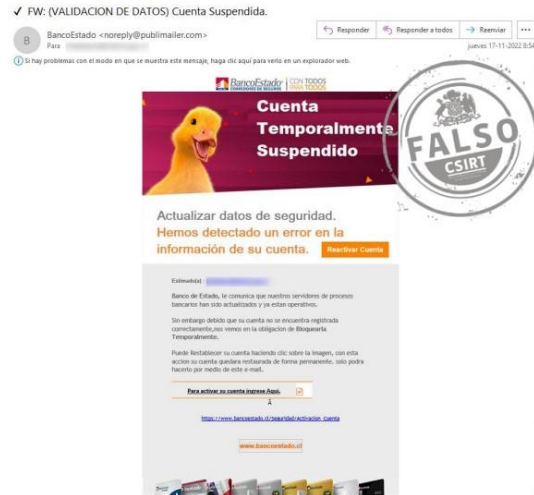 ✓ FW: (VALIDACION DE DATOS) Cuenta Suspendida.
B
BancoEstado <noreply@publimailer.com>
Para
Responder
Responder a todos
Reenviar
jueves 17-11-2022 8:54
Si hay problemas con el modo en que se muestra este mensaje, haga clic aquí para verlo en un explorador web.
BancoEstado
CORREDORES DE SEGUROS
CON TODOS
PARA TODOS
Cuenta
Temporalmente
Suspendido
FALSO
CSIRT
Actualizar datos de seguridad.
Hemos detectado un error en la
información de su cuenta.
Reactivar Cuenta
Estimado(a)
Banco de Estado, le comunica que nuestros servidores de procesos
bancarios han sido actualizados y ya estan operativos.
Sin embargo debido que su cuenta no se encuentra registrada
correctamente,nos vemos en la obligacion de Bloquearla
Temporalmente.
Puede Restablecer su cuenta haciendo clic sobre la imagen, con esta
accion su cuenta quedara restaurada de forma permanente. solo podra
hacerlo por medio de este e-mail.
Para activar su cuenta ingrese Aqui.
Â
https://www.bancoestado.cl/Seguridad/Activacion_Cuenta
www.bancoestado.cl